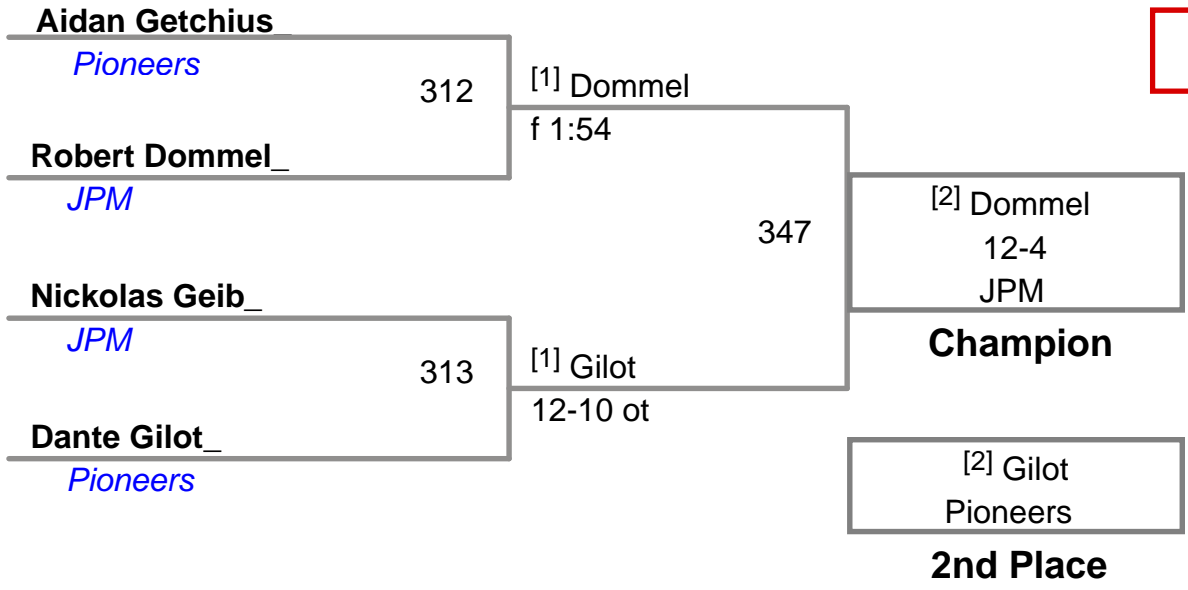 Aidan Getchius_
Pioneers
312
[1] Dommel
f 1:54
Robert Dommel_
JPM
347
[2] Dommel
12-4
JPM
Champion
Nickolas Geib_
JPM
313
[1] Gilot
12-10 ot
Dante Gilot_
Pioneers
[2] Gilot
Pioneers
2nd Place